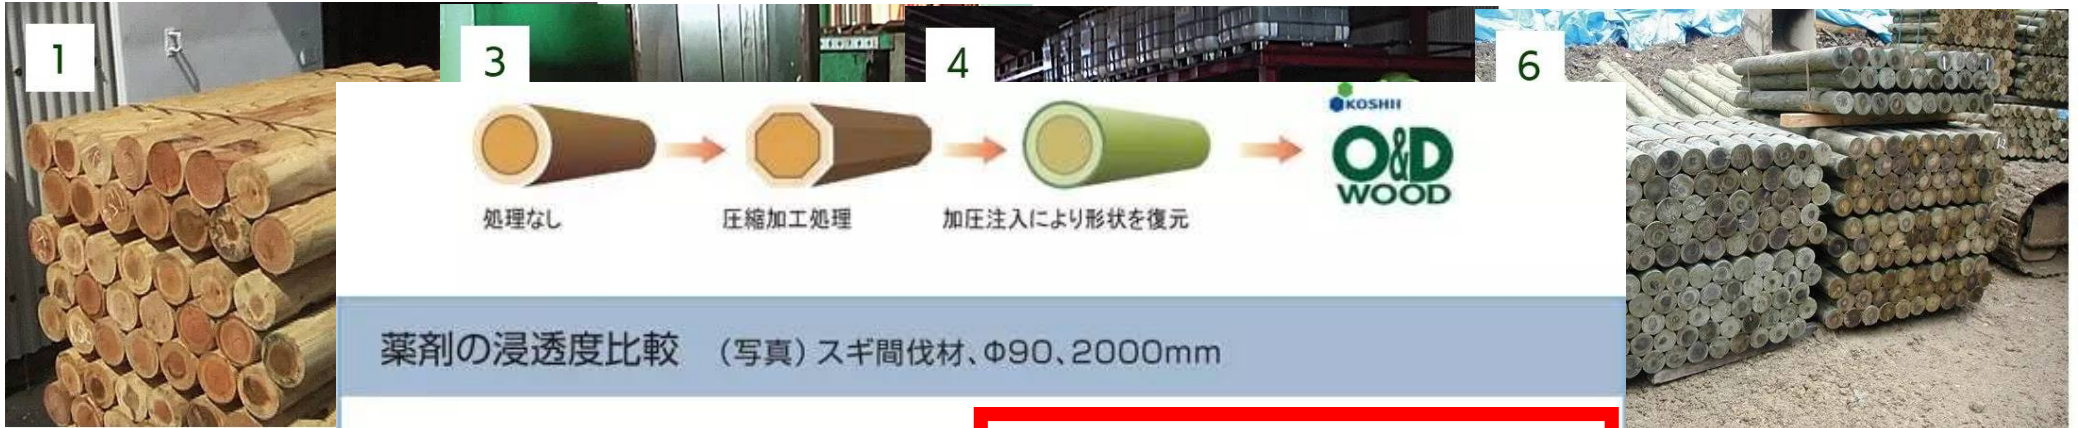 1
3
4
6
KOSHII
O&D
WOOD
処理なし
圧縮加工処理
加圧注入により形状を復元
薬剤の浸透度比較 (写真) スギ間伐材、Φ90、2000mm